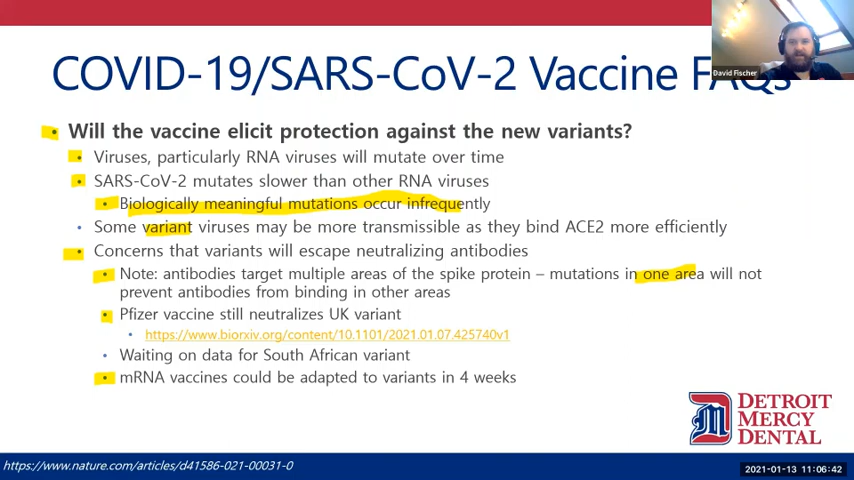 COVID-19/SARS-CoV-2 Vaccine FAQs
David Fischer
• Will the vaccine elicit protection against the new variants?
• Viruses, particularly RNA viruses will mutate over time
• SARS-CoV-2 mutates slower than other RNA viruses
• Biologically meaningful mutations occur infrequently
• Some variant viruses may be more transmissible as they bind ACE2 more efficiently
• Concerns that variants will escape neutralizing antibodies
• Note: antibodies target multiple areas of the spike protein – mutations in one area will not
prevent antibodies from binding in other areas
• Pfizer vaccine still neutralizes UK variant
• https://www.biorxiv.org/content/10.1101/2021.01.07.425740v1
• Waiting on data for South African variant
• mRNA vaccines could be adapted to variants in 4 weeks
DETROIT
MERCY
DENTAL
https://www.nature.com/articles/d41586-021-00031-0
2021-01-13 11:06:42